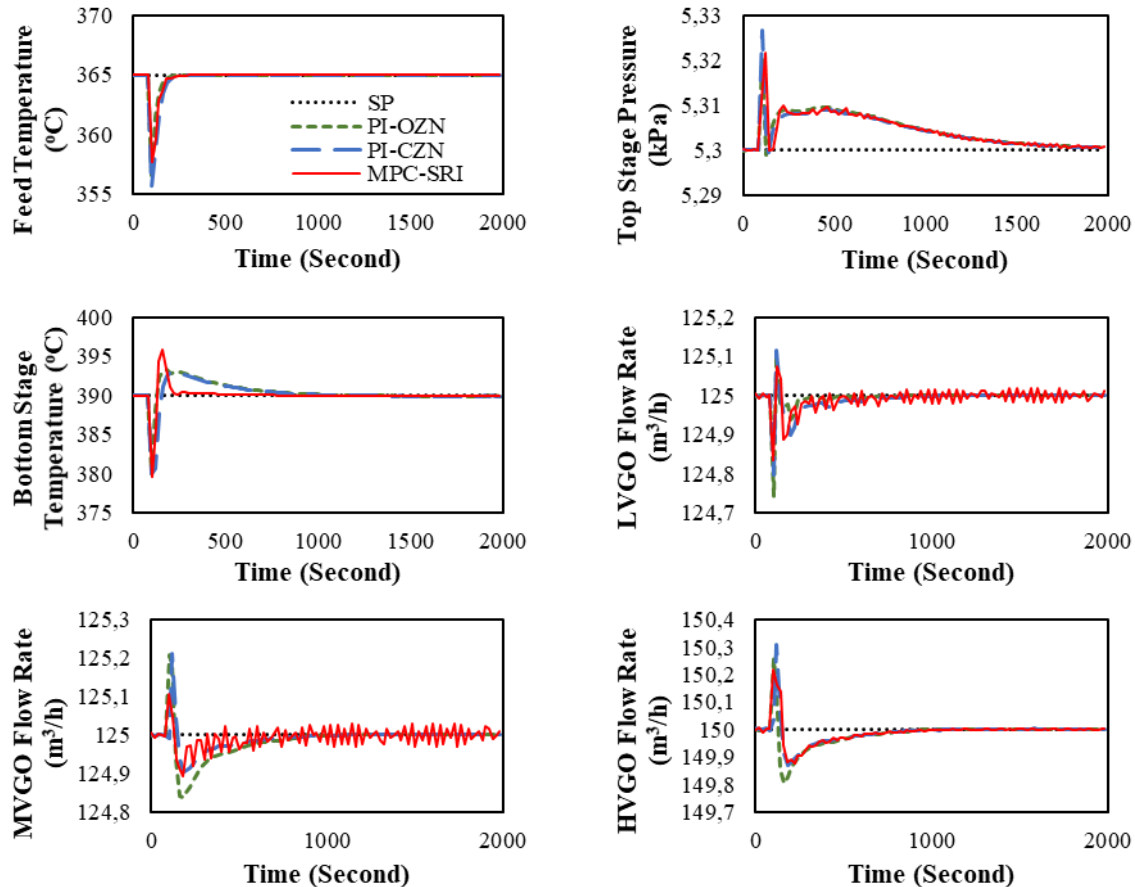 Feed Temperature
(ºC)
370
365
360
355
0
500
1000
1500
2000
Time (Second)
SP
PI-OZN
PI-CZN
MPC-SRI
Top Stage Pressure
(kPa)
5,33
5,32
5,31
5,3
5,29
0
500
1000
1500
2000
Time (Second)
Bottom Stage
Temperature (ºC)
400
395
390
385
380
375
0
500
1000
1500
2000
Time (Second)
LVGO Flow Rate
(m³/h)
125,2
125,1
125
124,9
124,8
124,7
0
1000
2000
Time (Second)
MVGO Flow Rate
(m³/h)
125,3
125,2
125,1
125
124,9
124,8
0
1000
2000
Time (Second)
HVGO Flow Rate
(m³/h)
150,4
150,3
150,2
150,1
150
149,9
149,8
149,7
0
1000
2000
Time (Second)